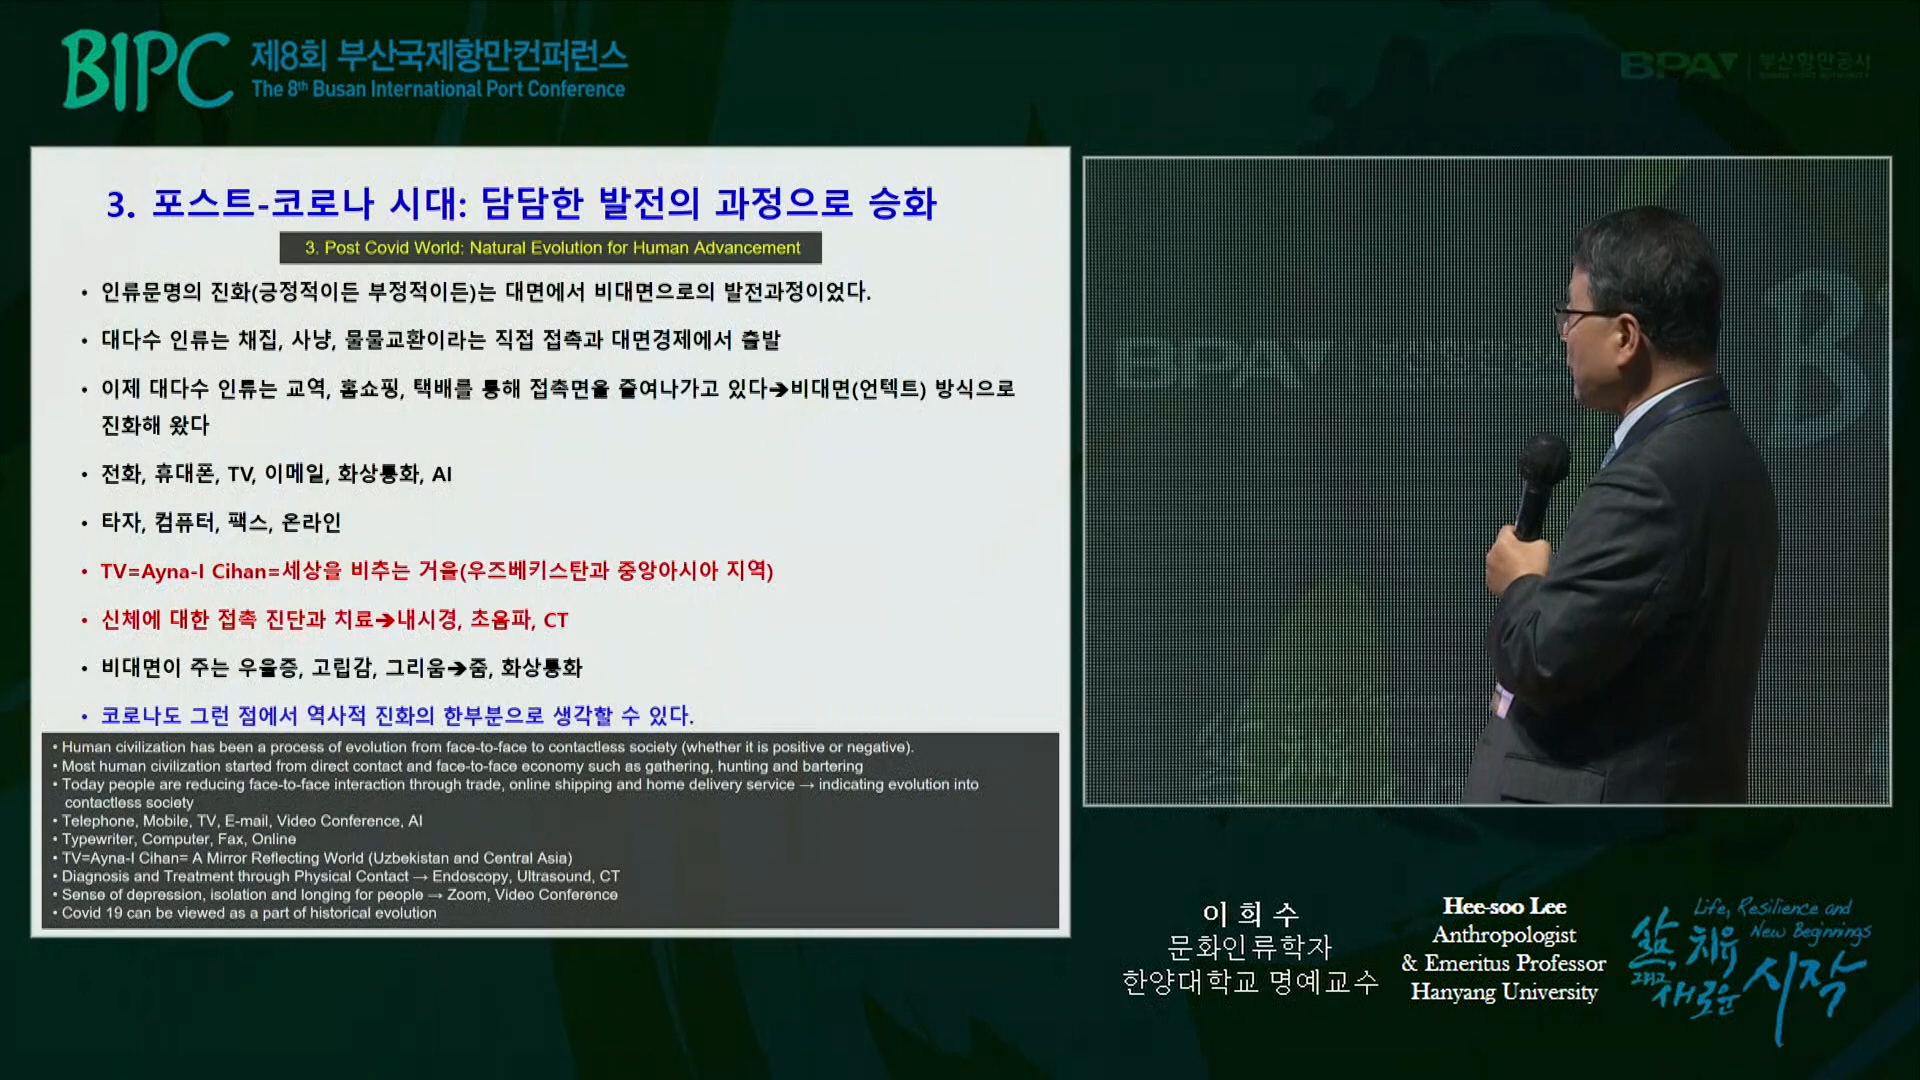 BIPC 제8회 부산국제항만컨퍼런스
The 8th Busan International Port Conference
BPA 부산항만공사
BUSAN PORT AUTHORITY
3. 포스트-코로나 시대: 담담한 발전의 과정으로 승화
3. Post Covid World: Natural Evolution for Human Advancement
• 인류문명의 진화(긍정적이든 부정적이든)는 대면에서 비대면으로의 발전과정이었다.
• 대다수 인류는 채집, 사냥, 물물교환이라는 직접 접촉과 대면경제에서 출발
• 이제 대다수 인류는 교역, 홈쇼핑, 택배를 통해 접촉면을 줄여나가고 있다➔비대면(언텍트) 방식으로
진화해 왔다
• 전화, 휴대폰, TV, 이메일, 화상통화, AI
• 타자, 컴퓨터, 팩스, 온라인
• TV=Ayna-I Cihan=세상을 비추는 거울(우즈베키스탄과 중앙아시아 지역)
• 신체에 대한 접촉 진단과 치료➔내시경, 초음파, CT
• 비대면이 주는 우울증, 고립감, 그리움➔줌, 화상통화
• 코로나도 그런 점에서 역사적 진화의 한부분으로 생각할 수 있다.
• Human civilization has been a process of evolution from face-to-face to contactless society (whether it is positive or negative).
• Most human civilization started from direct contact and face-to-face economy such as gathering, hunting and bartering
• Today people are reducing face-to-face interaction through trade, online shipping and home delivery service → indicating evolution into
contactless society
• Telephone, Mobile, TV, E-mail, Video Conference, AI
• Typewriter, Computer, Fax, Online
• TV=Ayna-I Cihan= A Mirror Reflecting World (Uzbekistan and Central Asia)
• Diagnosis and Treatment through Physical Contact → Endoscopy, Ultrasound, CT
• Sense of depression, isolation and longing for people → Zoom, Video Conference
• Covid 19 can be viewed as a part of historical evolution
BPA
이 희 수
문화인류학자
한양대학교 명예교수
Hee-soo Lee
Anthropologist
& Emeritus Professor
Hanyang University
Life, Resilience and
New Beginnings
삶, 치유
그리고
새로운 시작